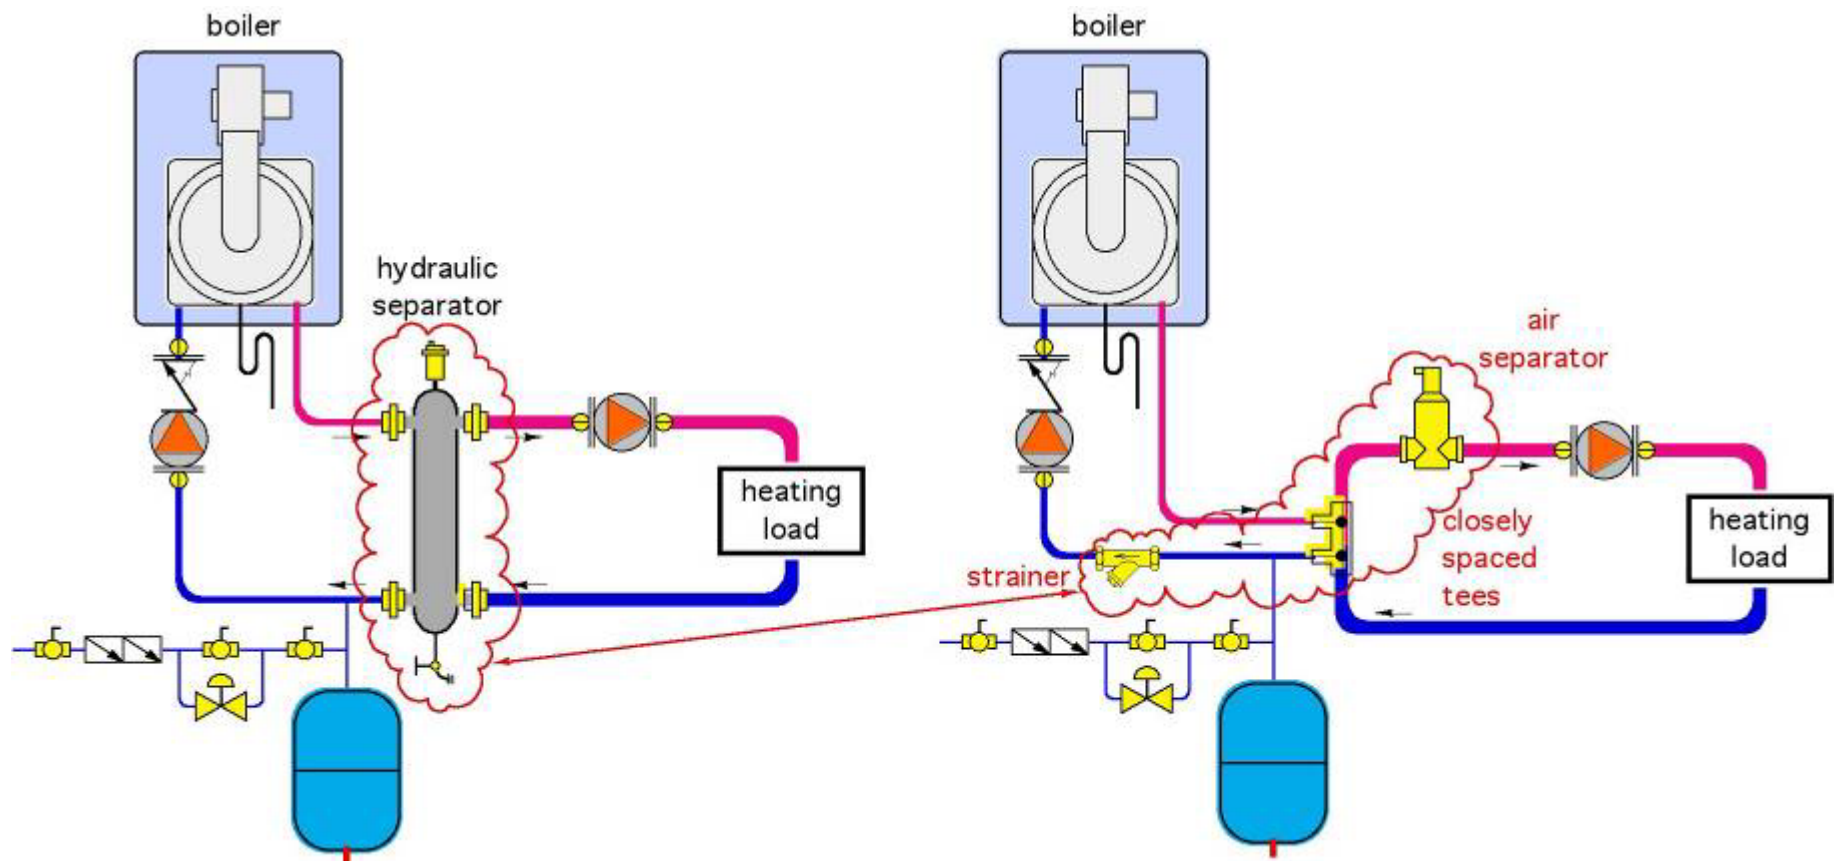 boiler
hydraulic
separator
heating
load
boiler
air
separator
closely
spaced
tees
strainer
heating
load